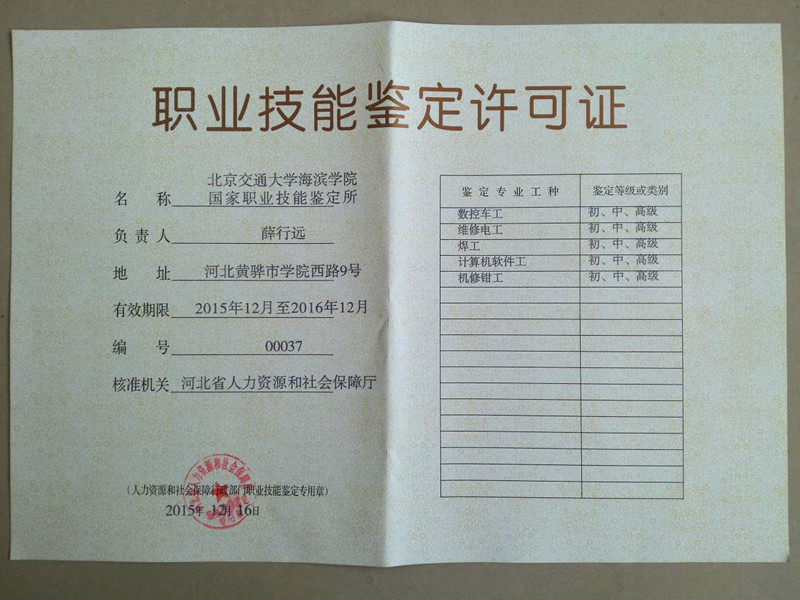 职业技能鉴定许可证
北京交通大学海滨学院
名 称 国家职业技能鉴定所
负责人 薛行远
地 址 河北黄骅市学院西路9号
有效期限 2015年12月至2016年12月
编 号 00037
核准机关 河北省人力资源和社会保障厅
（人力资源和社会保障行政部门职业技能鉴定专用章）
2015年 12月 16日
鉴定专业工种 鉴定等级或类别
数控车工 初、中、高级
维修电工 初、中、高级
焊工 初、中、高级
计算机软件工 初、中、高级
机修钳工 初、中、高级